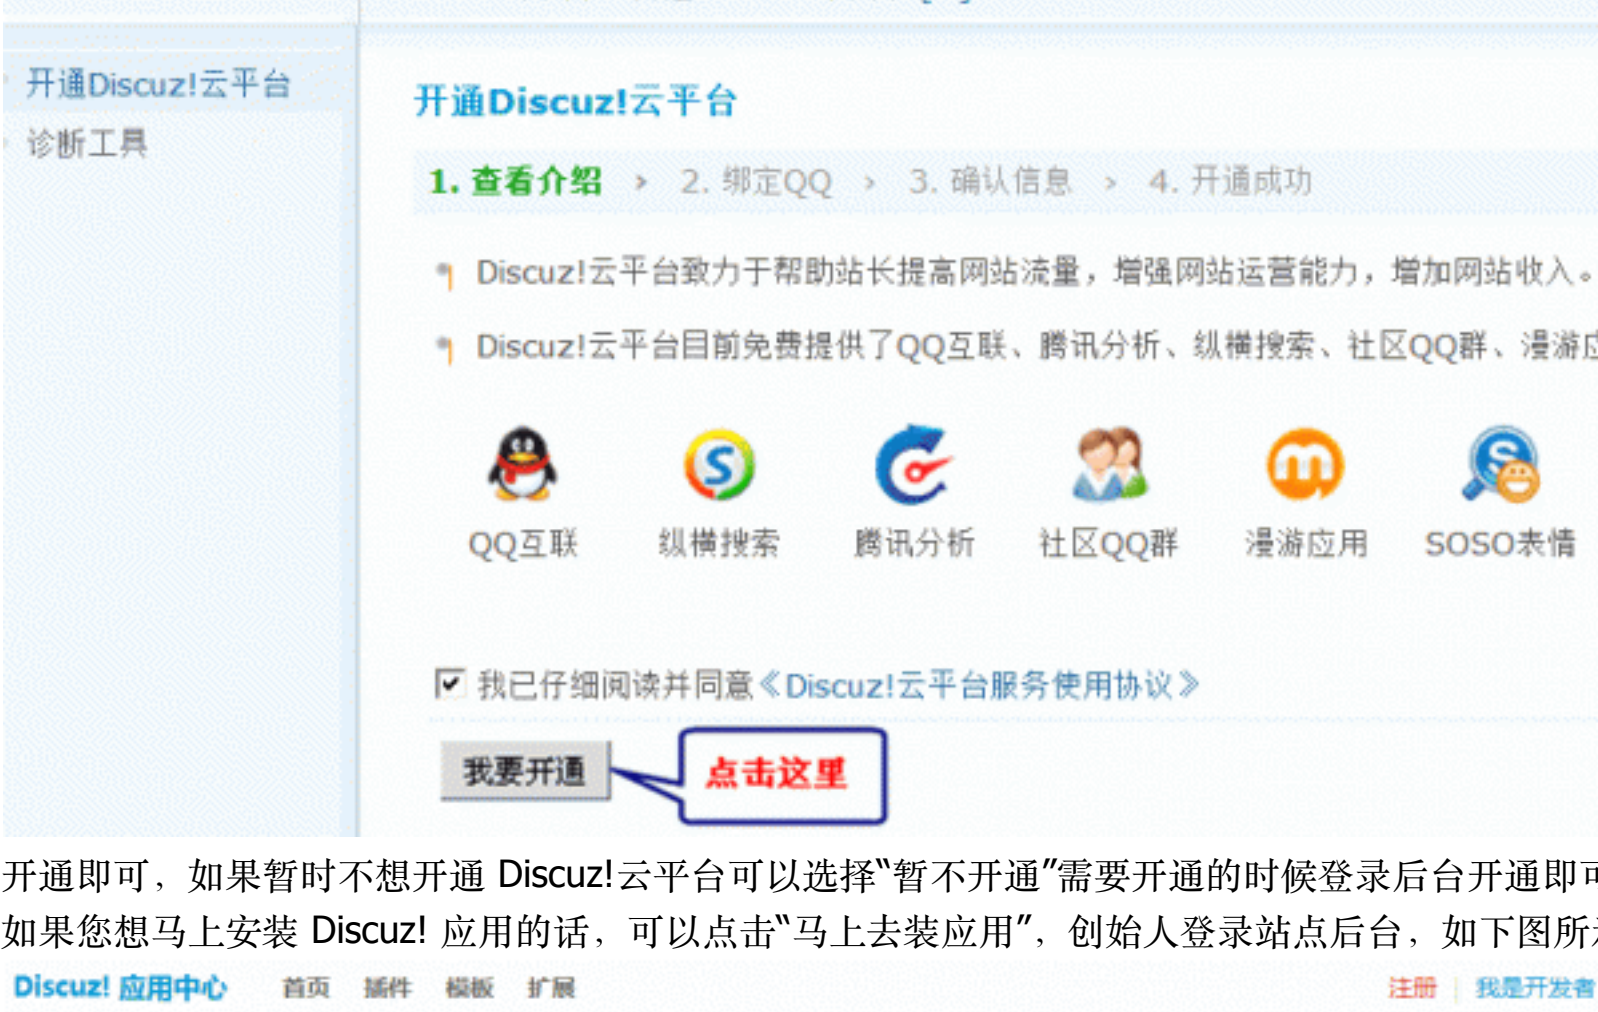 开通Discuz!云平台
诊断工具
开通Discuz!云平台
1. 查看介绍 › 2. 绑定QQ › 3. 确认信息 › 4. 开通成功
Discuz!云平台致力于帮助站长提高网站流量，增强网站运营能力，增加网站收入。
Discuz!云平台目前免费提供了QQ互联、腾讯分析、纵横搜索、社区QQ群、漫游应
QQ互联 纵横搜索 腾讯分析 社区QQ群 漫游应用 SOSO表情
我已仔细阅读并同意《Discuz!云平台服务使用协议》
我要开通 点击这里
开通即可，如果暂时不想开通 Discuz!云平台可以选择“暂不开通”需要开通的时候登录后台开通即可
如果您想马上安装 Discuz! 应用的话，可以点击“马上去装应用”，创始人登录站点后台，如下图所示
Discuz! 应用中心 首页 插件 模板 扩展 注册 | 我是开发者